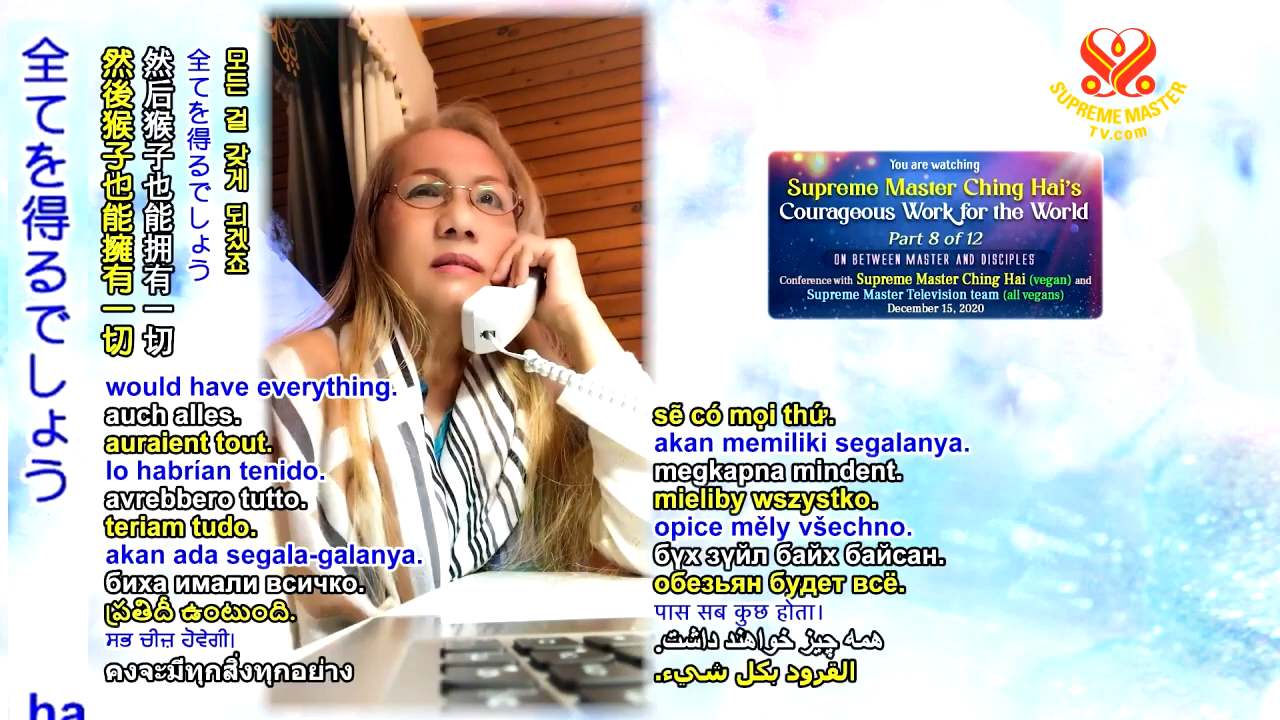 全てを得るでしょう
然後猴子也能擁有一切
然后猴子也能拥有一切
全てを得るでしょう
모든 걸 갖게 되겠죠
would have everything.
auch alles.
auraient tout.
lo habrían tenido.
avrebbero tutto.
teriam tudo.
akan ada segala-galanya.
биха имали всичко.
ప్రతిదీ ఉంటుంది.
ਸਭ ਚੀਜ਼ ਹੋਵੇਗੀ।
คงจะมีทุกสิ่งทุกอย่าง
sẽ có mọi thứ.
akan memiliki segalanya.
megkapna mindent.
mieliby wszystko.
opice měly všechno.
бүх зүйл байх байсан.
обезьян будет всё.
पास सब कुछ होता।
همه چیز خواهند داشت.
القرود بكل شيء.
ha
SUPREME MASTER
TV.com
You are watching
Supreme Master Ching Hai's
Courageous Work for the World
Part 8 of 12
ON BETWEEN MASTER AND DISCIPLES
Conference with Supreme Master Ching Hai (vegan) and
Supreme Master Television team (all vegans)
December 15, 2020